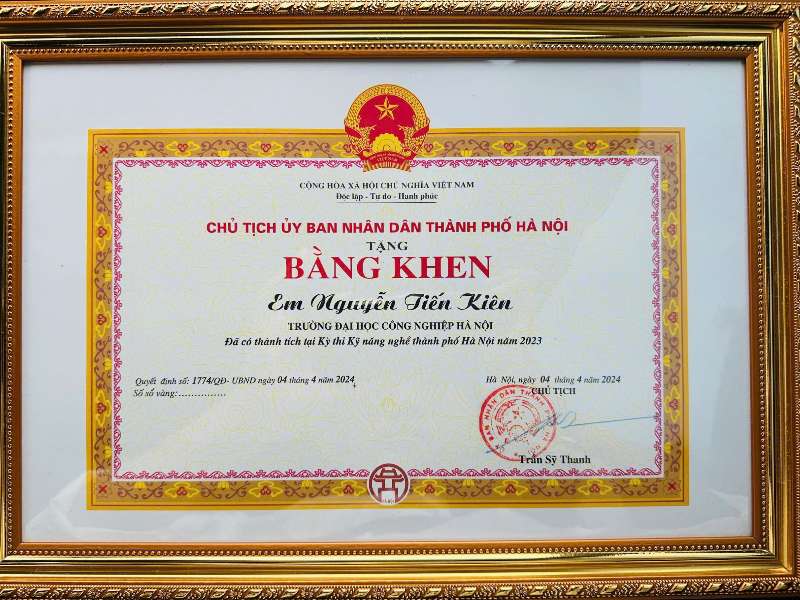 CỘNG HÒA XÃ HỘI CHỦ NGHĨA VIỆT NAM
Độc lập - Tự do - Hạnh phúc
CHỦ TỊCH ỦY BAN NHÂN DÂN THÀNH PHỐ HÀ NỘI
TẶNG
BẰNG KHEN
Em Nguyễn Tiến Kiên
TRƯỜNG ĐẠI HỌC CÔNG NGHIỆP HÀ NỘI
Đã có thành tích tại Kỳ thi Kỹ năng nghề thành phố Hà Nội năm 2023
Quyết định số: 1774/QĐ- UBND ngày 04 tháng 4 năm 2024
Số sổ vàng:...............
Hà Nội, ngày 04 tháng 4 năm 2024
CHỦ TỊCH
BAN NHÂN DÂN THÀNH
Trần Sỹ Thanh